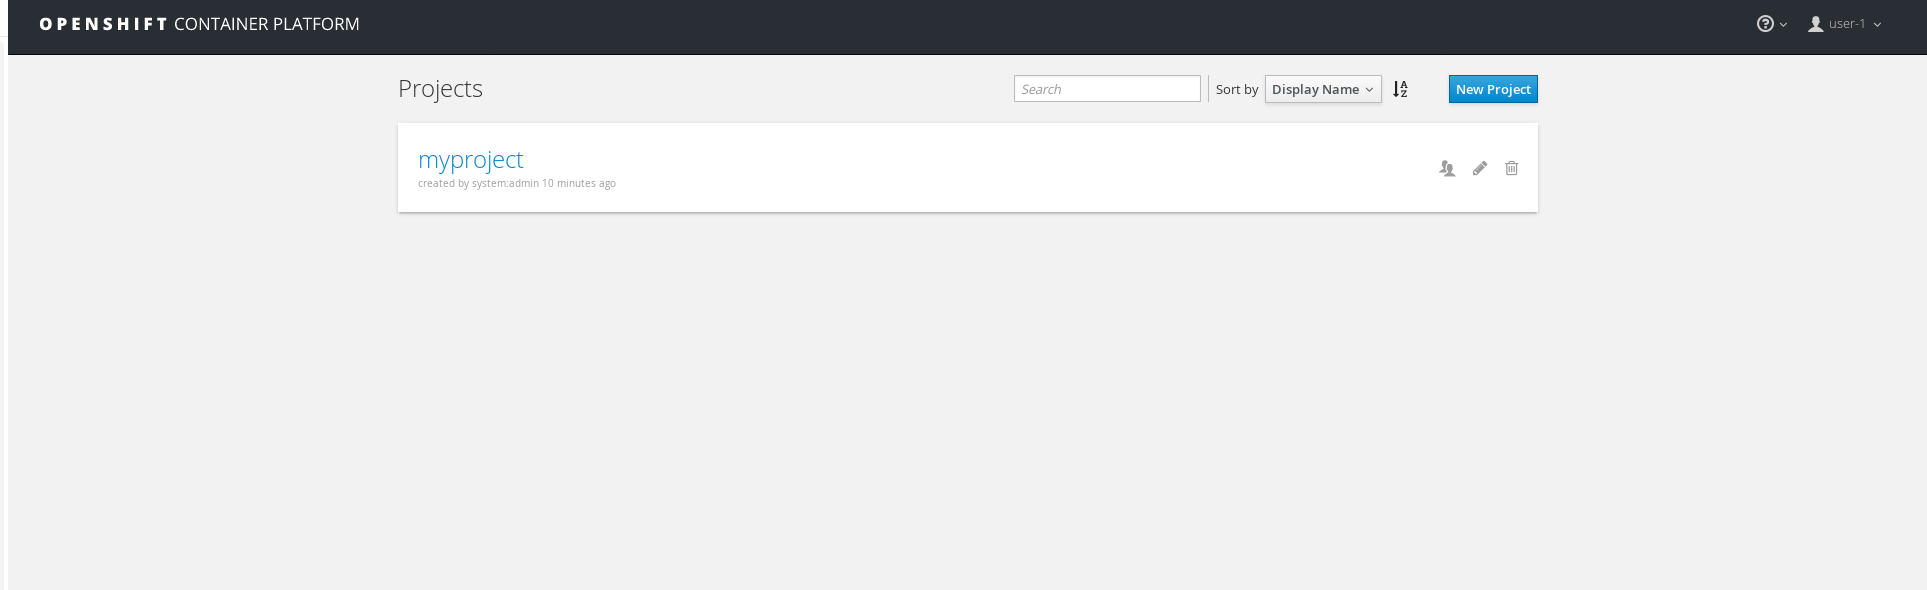 OPENSHIFT CONTAINER PLATFORM
user-1
Projects
Search
Sort by
Display Name
New Project
myproject
created by system:admin 10 minutes ago